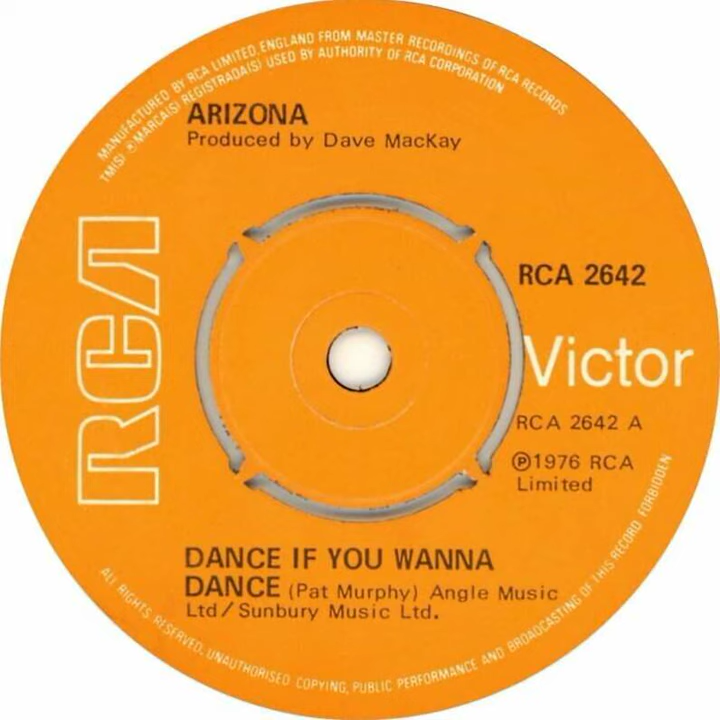 MANUFACTURED BY RCA LIMITED, ENGLAND FROM MASTER RECORDINGS OF RCA RECORDS
TM(S) ® MARCA(S) REGISTRADA(S) USED BY AUTHORITY OF RCA CORPORATION
ARIZONA
Produced by Dave MacKay
RCA
RCA 2642
Victor
RCA 2642 A
℗1976 RCA
Limited
DANCE IF YOU WANNA
DANCE (Pat Murphy) Angle Music
Ltd/Sunbury Music Ltd.
ALL RIGHTS RESERVED, UNAUTHORISED COPYING, PUBLIC PERFORMANCE AND BROADCASTING OF THIS RECORD FORBIDDEN